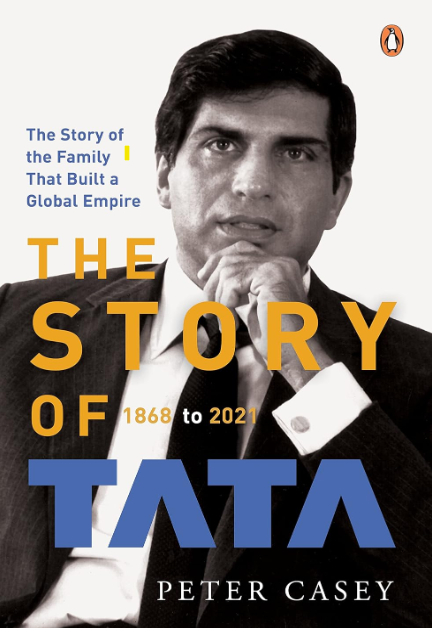 The Story of
the Family
That Built a
Global Empire
THE
STORY
OF 1868 to 2021
TATA
PETER CASEY